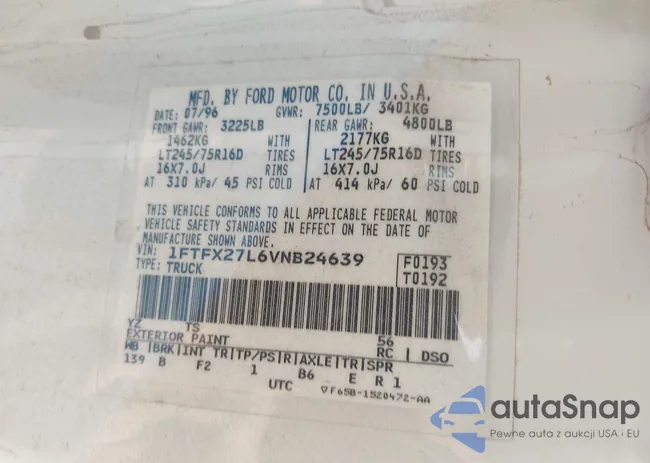 MFD. BY FORD MOTOR CO. IN U.S.A.
DATE: 07/96 GVWR: 7500LB/ 3401KG
FRONT GAWR: 3225LB REAR GAWR: 4800LB
1462KG WITH 2177KG WITH
LT245/75R16D TIRES LT245/75R16D TIRES
16X7.0J RIMS 16X7.0J RIMS
AT 310 kPa/ 45 PSI COLD AT 414 kPa/ 60 PSI COLD
THIS VEHICLE CONFORMS TO ALL APPLICABLE FEDERAL MOTOR
VEHICLE SAFETY STANDARDS IN EFFECT ON THE DATE OF
MANUFACTURE SHOWN ABOVE.
VIN: 1FTFX27L6VNB24639 F0193
TYPE: TRUCK T0192
YZ TS 56
EXTERIOR PAINT RC DSO
WB BRK INT TR TP/PS R AXLE TR SPR
139 B F2 1 B6 E R 1
UTC ▽F65B-1520472-AA
autaSnap
Pewne auta z aukcji USA i EU